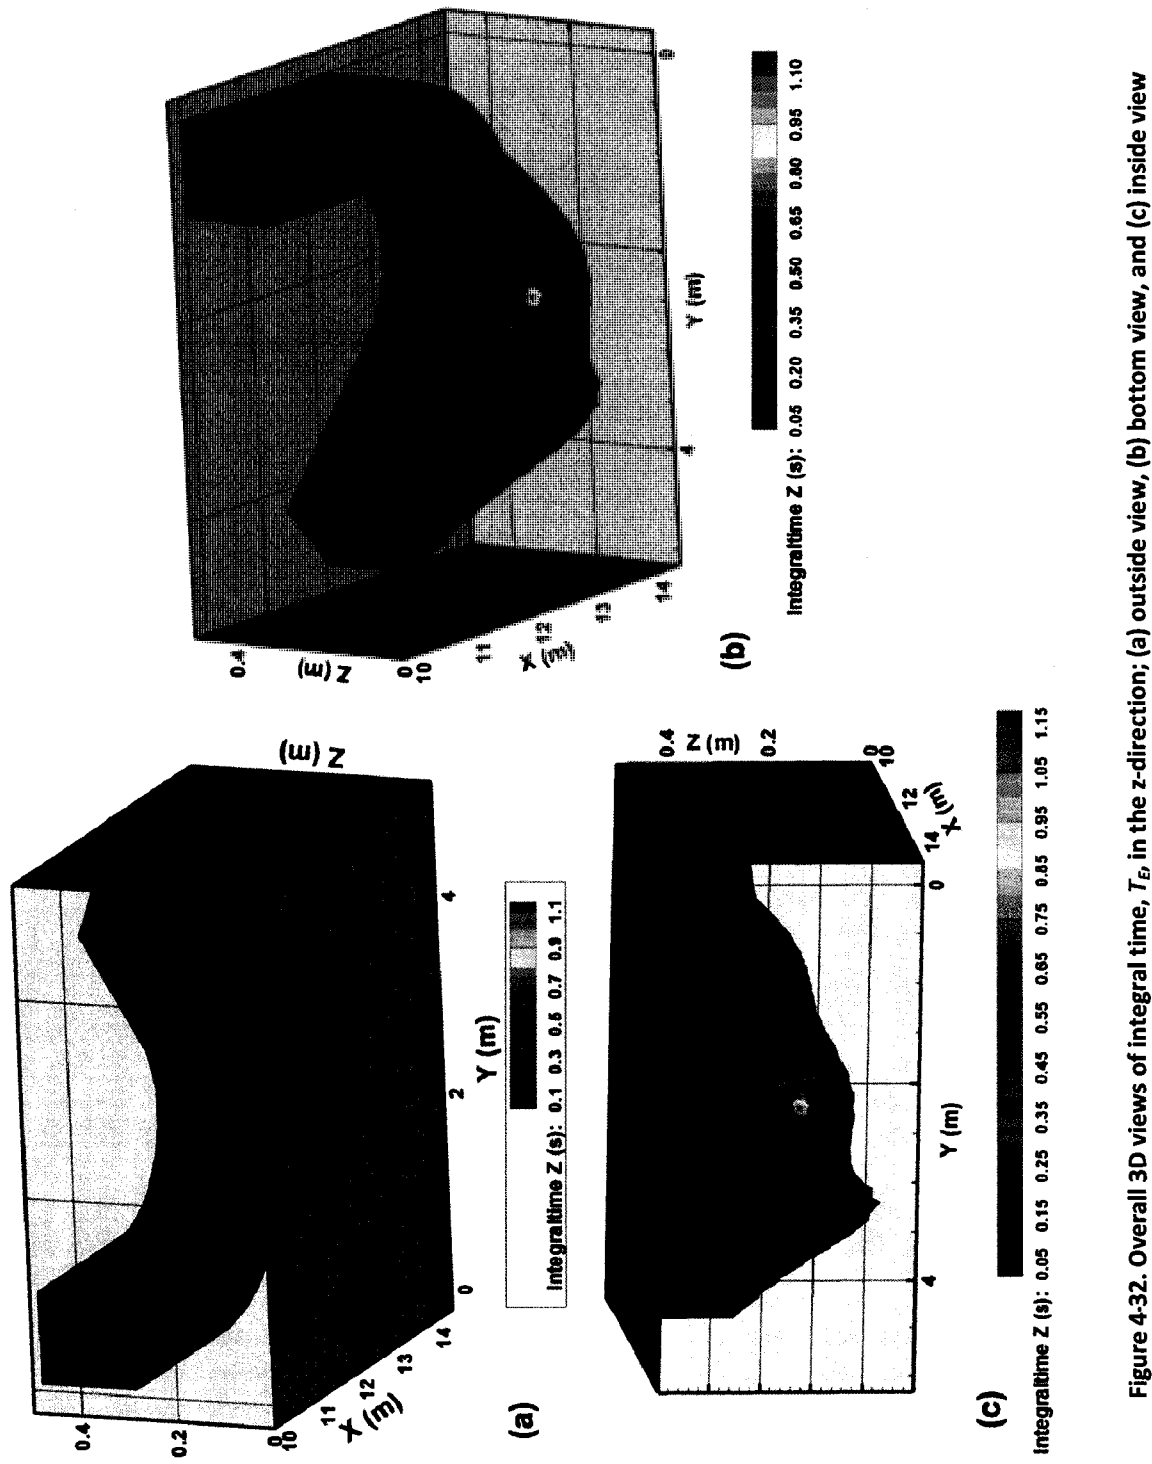 0.4
0.2
0
10
11
12
13
14
X (m)
0
2
4
Y (m)
Z (m)
Integraltime Z (s): 0.1 0.3 0.5 0.7 0.9 1.1
(a)
0.4
Z (m)
0
10
11
12
13
14
X (m)
4
0
Y (m)
Integraltime Z (s): 0.05 0.20 0.35 0.50 0.65 0.80 0.95 1.10
(b)
0.4
Z (m)
0.2
0
10
12
14
X (m)
4
0
Y (m)
Integraltime Z (s): 0.05 0.15 0.25 0.35 0.45 0.55 0.65 0.75 0.85 0.95 1.05 1.15
(c)
Figure 4-32. Overall 3D views of integral time, T_E, in the z-direction; (a) outside view, (b) bottom view, and (c) inside view